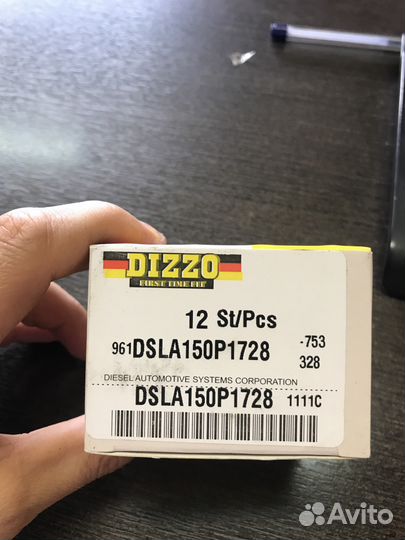 DIZZO
FIRST TIME FIT
12 St/Pcs
961DSLA150P1728 -753
328
DIESEL AUTOMOTIVE SYSTEMS CORPORATION
DSLA150P1728 1111C
Avito